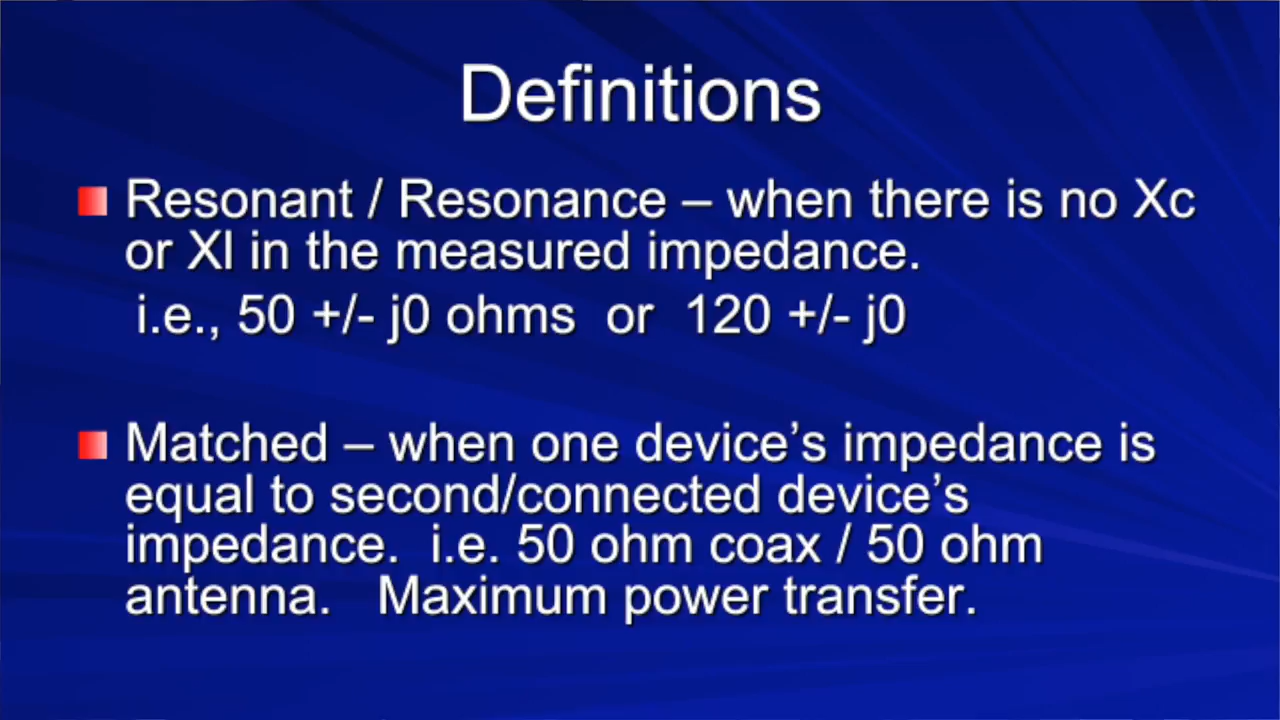 Definitions
Resonant / Resonance – when there is no Xc
or Xl in the measured impedance.
i.e., 50 +/- j0 ohms or 120 +/- j0
Matched – when one device’s impedance is
equal to second/connected device’s
impedance. i.e. 50 ohm coax / 50 ohm
antenna. Maximum power transfer.